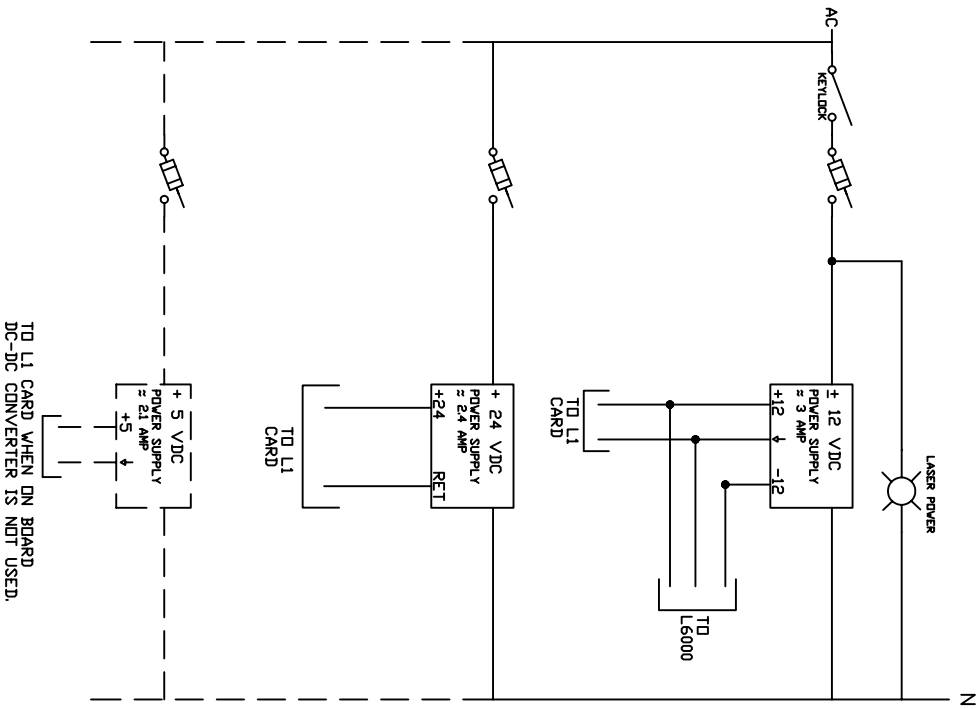 AC
N
KEYLOCK
LASER POWER
± 12 VDC
POWER SUPPLY
≈ 3 AMP
+12
-12
TO L1
CARD
TO
L6000
+ 24 VDC
POWER SUPPLY
≈ 2.4 AMP
+24
RET
TO L1
CARD
+ 5 VDC
POWER SUPPLY
≈ 2.1 AMP
+5
TO L1 CARD WHEN ON BOARD
DC-DC CONVERTER IS NOT USED.